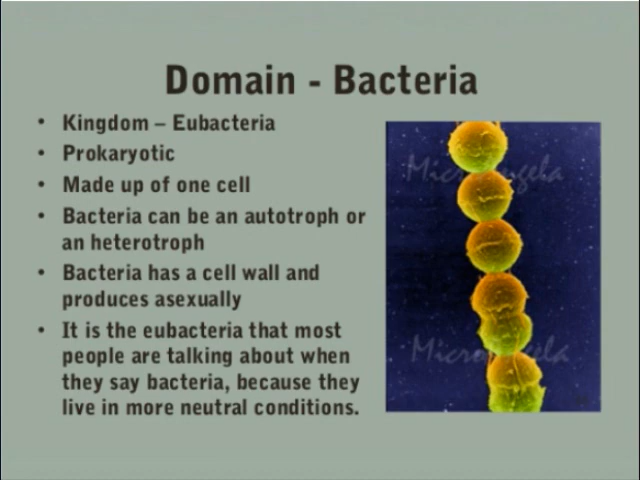 Domain - Bacteria
• Kingdom – Eubacteria
• Prokaryotic
• Made up of one cell
• Bacteria can be an autotroph or
an heterotroph
• Bacteria has a cell wall and
produces asexually
• It is the eubacteria that most
people are talking about when
they say bacteria, because they
live in more neutral conditions.
MicroAngela
MicroAngela